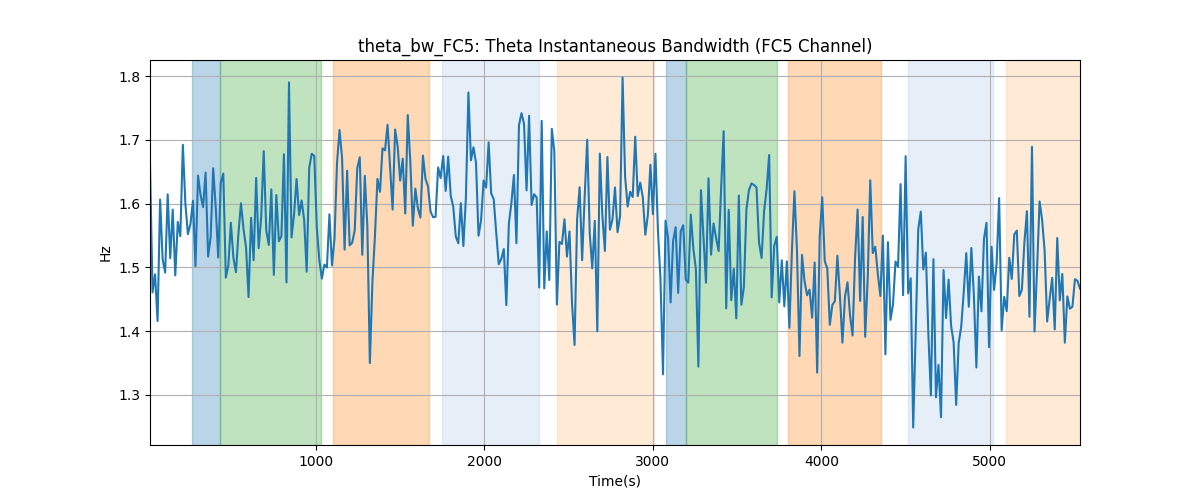 theta_bw_FC5: Theta Instantaneous Bandwidth (FC5 Channel)
1.8
1.7
1.6
1.5
1.4
1.3
Hz
1000 2000 3000 4000 5000
Time(s)